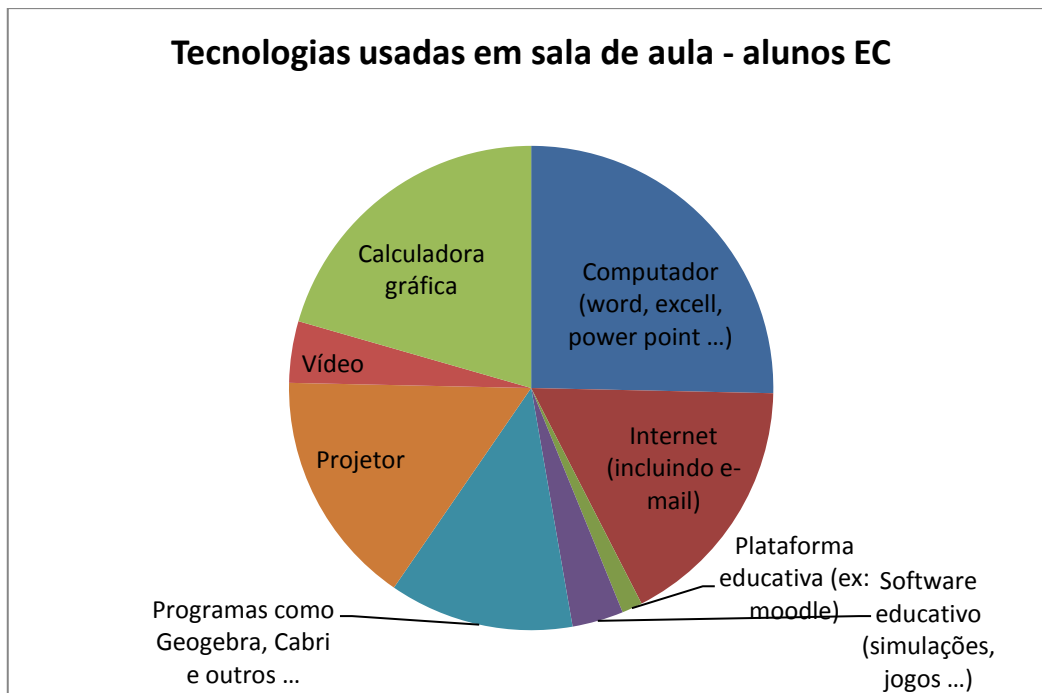 Tecnologias usadas em sala de aula - alunos EC
Calculadora
gráfica
Computador
(word, excell,
power point ...)
Vídeo
Internet
(incluindo e-
mail)
Projetor
Plataforma
educativa (ex:
moodle)
Software
educativo
(simulações,
jogos ...)
Programas como
Geogebra, Cabri
e outros ...